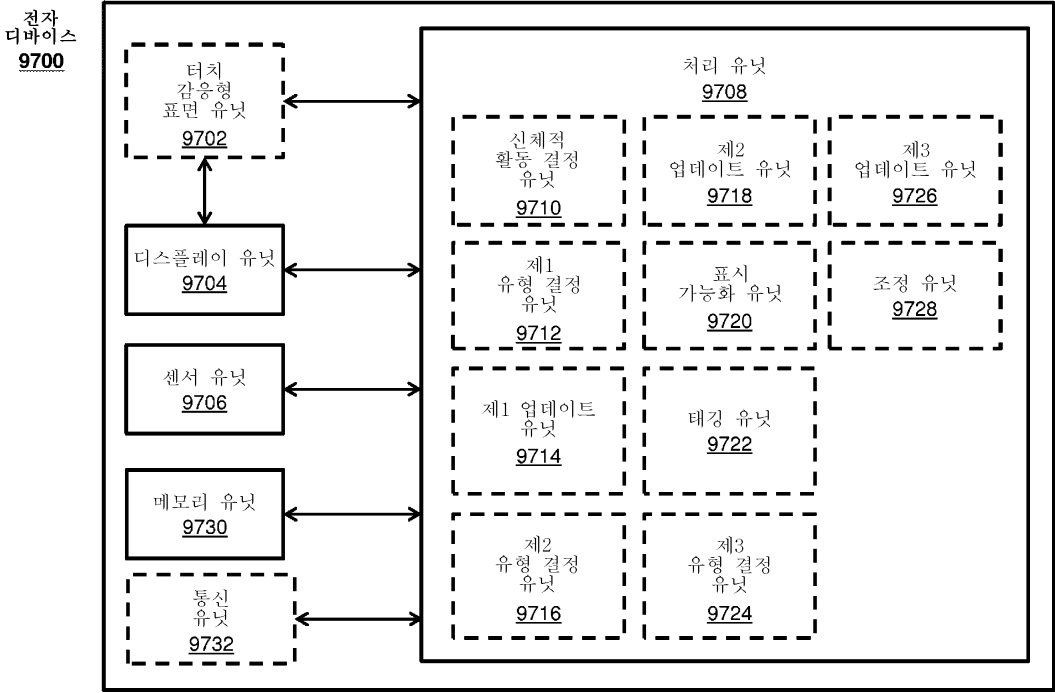 전자
디바이스
9700
터치
감응형
표면 유닛
9702
디스플레이 유닛
9704
센서 유닛
9706
메모리 유닛
9730
통신
유닛
9732
처리 유닛
9708
신체적
활동 결정
유닛
9710
제2
업데이트 유닛
9718
제3
업데이트 유닛
9726
제1
유형 결정
유닛
9712
표시
가능화 유닛
9720
조정 유닛
9728
제1 업데이트
유닛
9714
태깅 유닛
9722
제2
유형 결정
유닛
9716
제3
유형 결정
유닛
9724